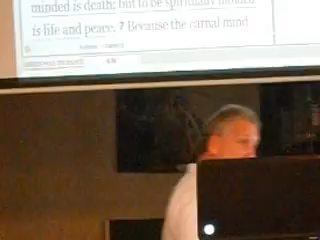 minded is death; but to be spiritually minded
is life and peace. 7 Because the carnal mind